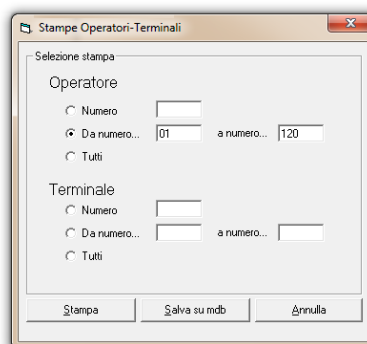 Stampe Operatori-Terminali
Selezione stampa
Operatore
Numero
Da numero... 01 a numero... 120
Tutti
Terminale
Numero
Da numero... a numero...
Tutti
Stampa Salva su mdb Annulla